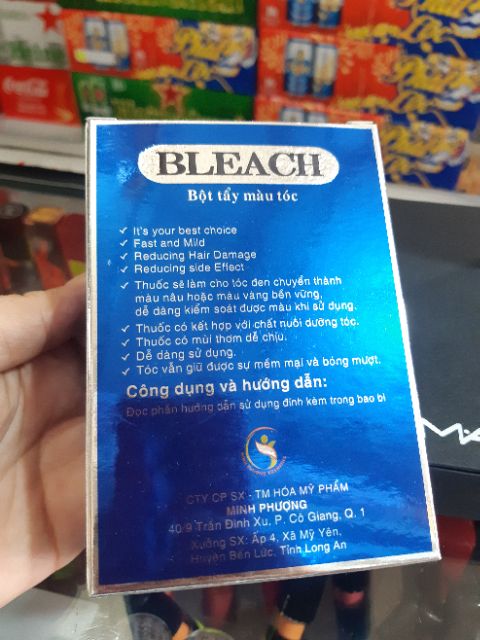 BLEACH
Bột tẩy màu tóc
✓ It's your best choice
✓ Fast and Mild
✓ Reducing Hair Damage
✓ Reducing side Effect
✓ Thuốc sẽ làm cho tóc đen chuyển thành
màu nâu hoặc màu vàng bền vững,
dễ dàng kiểm soát được màu khi sử dụng.
✓ Thuốc có kết hợp với chất nuôi dưỡng tóc.
✓ Thuốc có mùi thơm dễ chịu.
✓ Dễ dàng sử dụng.
✓ Tóc vẫn giữ được sự mềm mại và bóng mượt.
Công dụng và hướng dẫn:
Đọc phần hướng dẫn sử dụng đính kèm trong bao bì
CTY CP SX - TM HÓA MỸ PHẨM
MINH PHƯƠNG
40/9 Trần Đình Xu, P. Cô Giang, Q. 1
Xưởng SX: Ấp 4, Xã Mỹ Yên,
Huyện Bến Lức, Tỉnh Long An
Coca-Cola